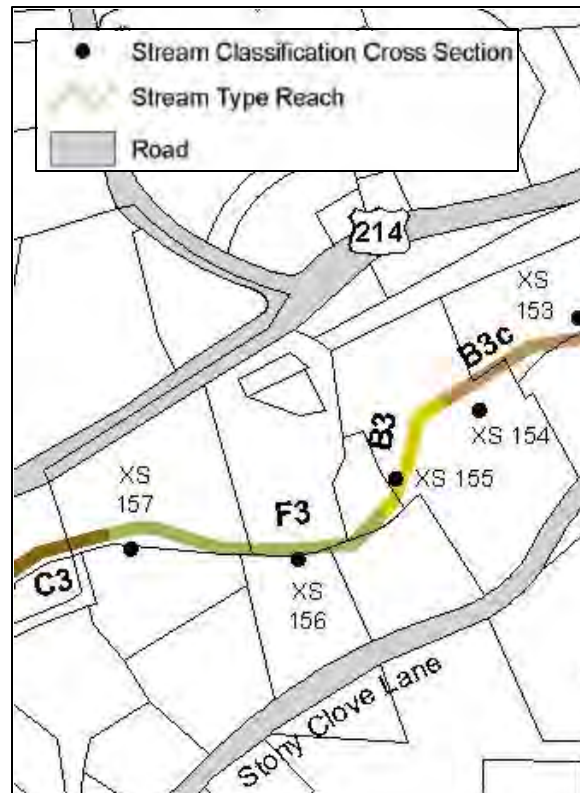 Stream Classification Cross Section
Stream Type Reach
Road
214
XS
153
B3c
XS 154
B3
XS 155
XS
157
F3
C3
XS
156
Stony Clove Lane